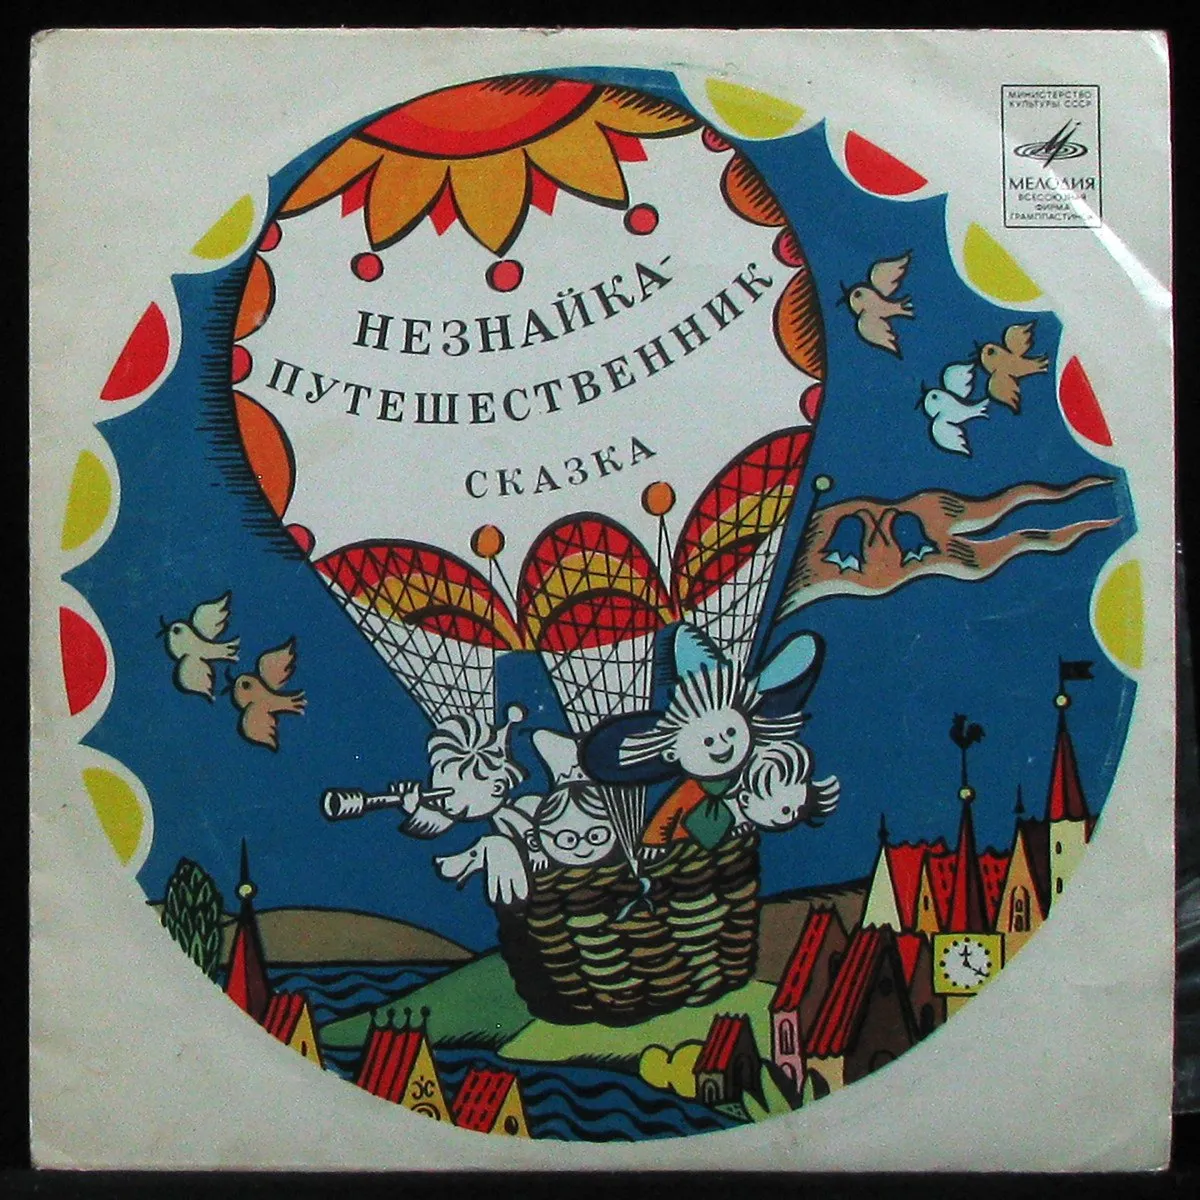 МИНИСТЕРСТВО
КУЛЬТУРЫ СССР
МЕЛОДИЯ
ВСЕСОЮЗНАЯ
ФИРМА
ГРАМПЛАСТИНОК
НЕЗНАЙКА-
ПУТЕШЕСТВЕННИК
СКАЗКА